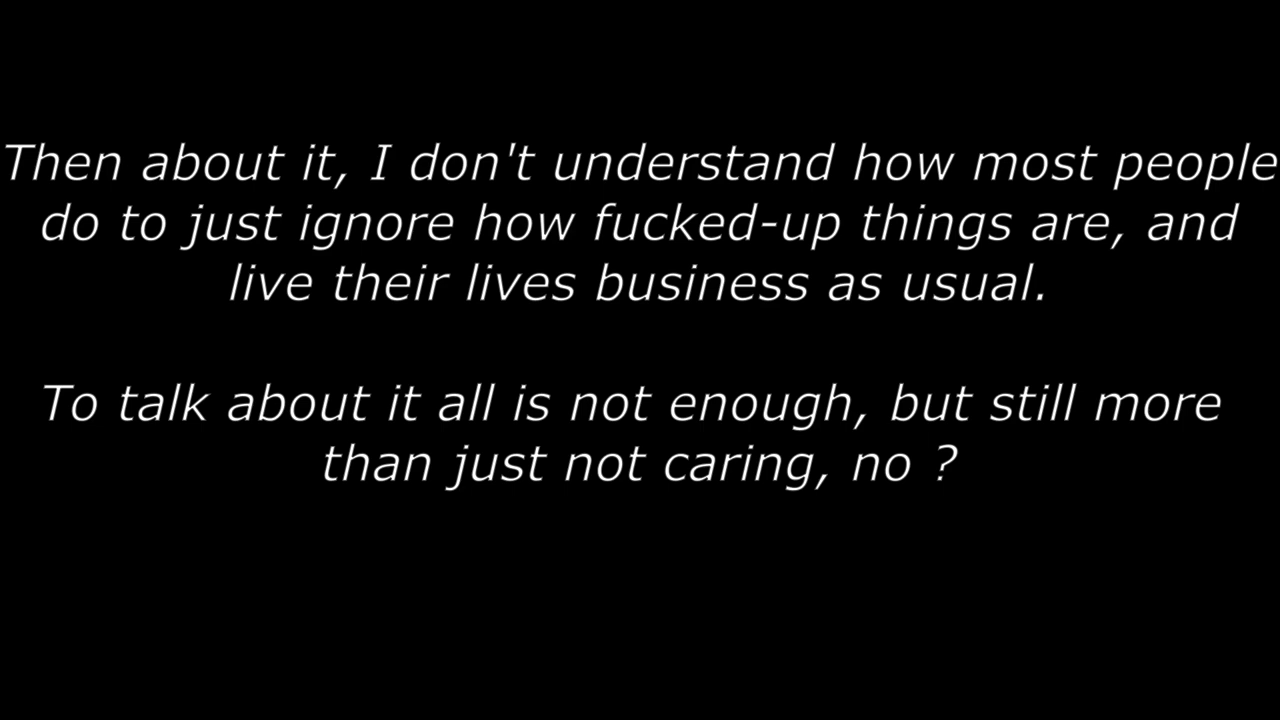 Then about it, I don't understand how most people
do to just ignore how fucked-up things are, and
live their lives business as usual.
To talk about it all is not enough, but still more
than just not caring, no ?